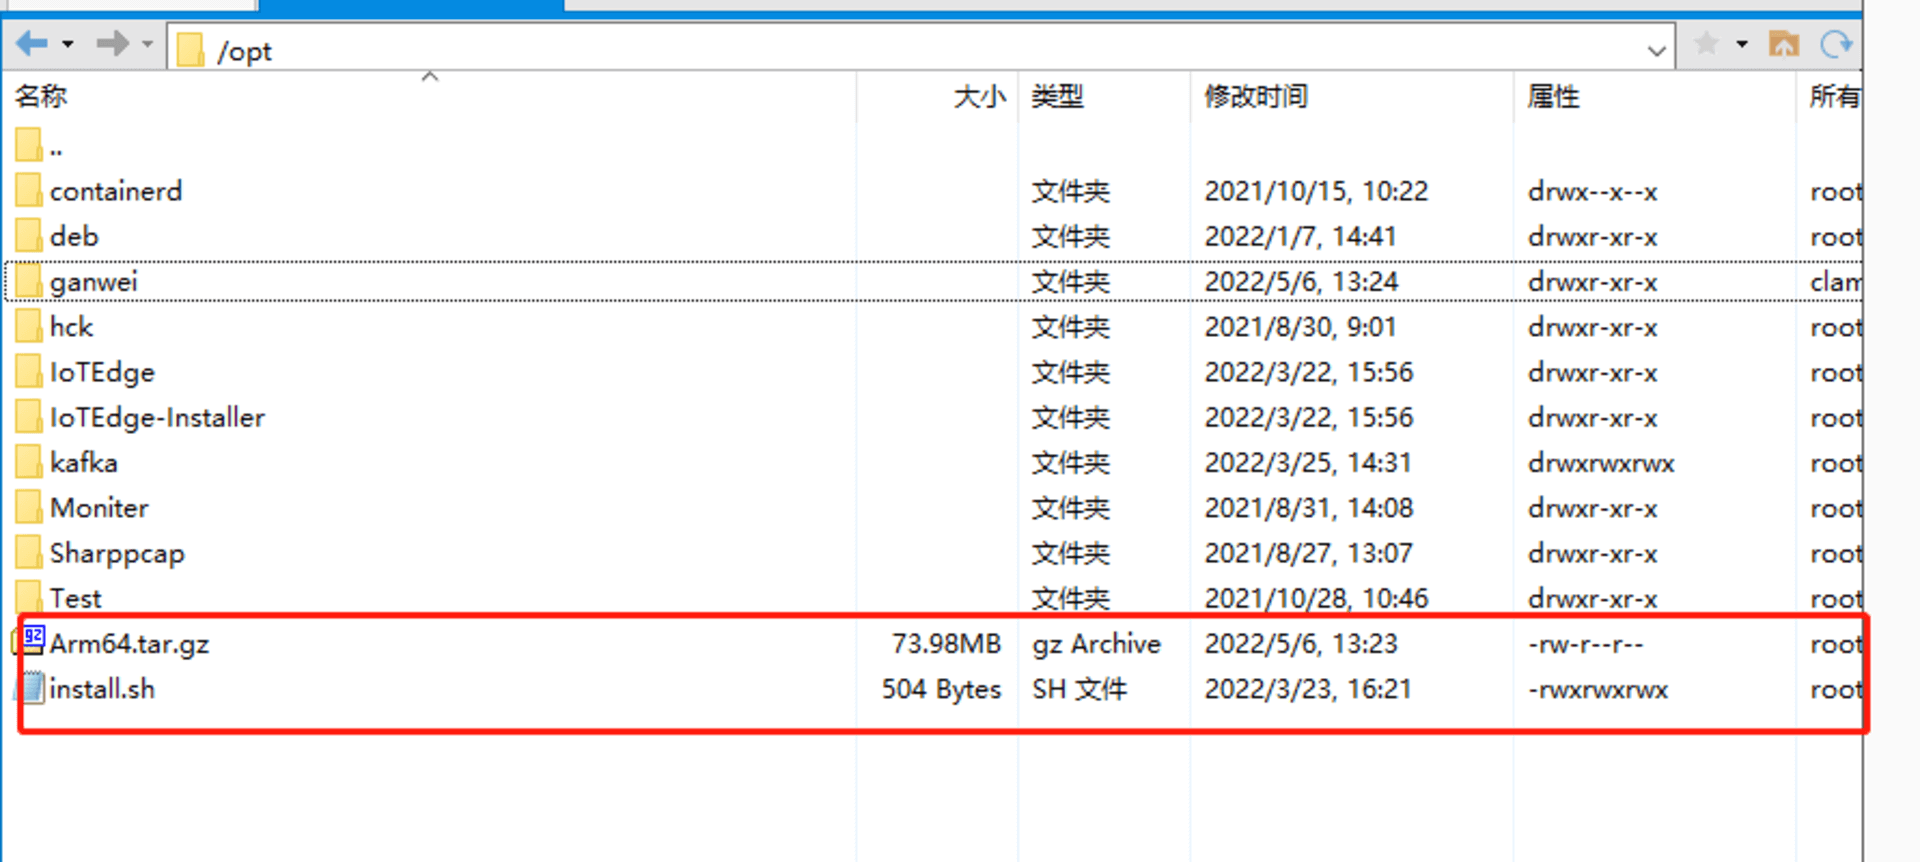 /opt
名称 大小 类型 修改时间 属性 所有
..
containerd 文件夹 2021/10/15, 10:22 drwx--x--x root
deb 文件夹 2022/1/7, 14:41 drwxr-xr-x root
ganwei 文件夹 2022/5/6, 13:24 drwxr-xr-x clam
hck 文件夹 2021/8/30, 9:01 drwxr-xr-x root
IoTEdge 文件夹 2022/3/22, 15:56 drwxr-xr-x root
IoTEdge-Installer 文件夹 2022/3/22, 15:56 drwxr-xr-x root
kafka 文件夹 2022/3/25, 14:31 drwxrwxrwx root
Moniter 文件夹 2021/8/31, 14:08 drwxr-xr-x root
Sharppcap 文件夹 2021/8/27, 13:07 drwxr-xr-x root
Test 文件夹 2021/10/28, 10:46 drwxr-xr-x root
gz Arm64.tar.gz 73.98MB gz Archive 2022/5/6, 13:23 -rw-r--r-- root
install.sh 504 Bytes SH 文件 2022/3/23, 16:21 -rwxrwxrwx root